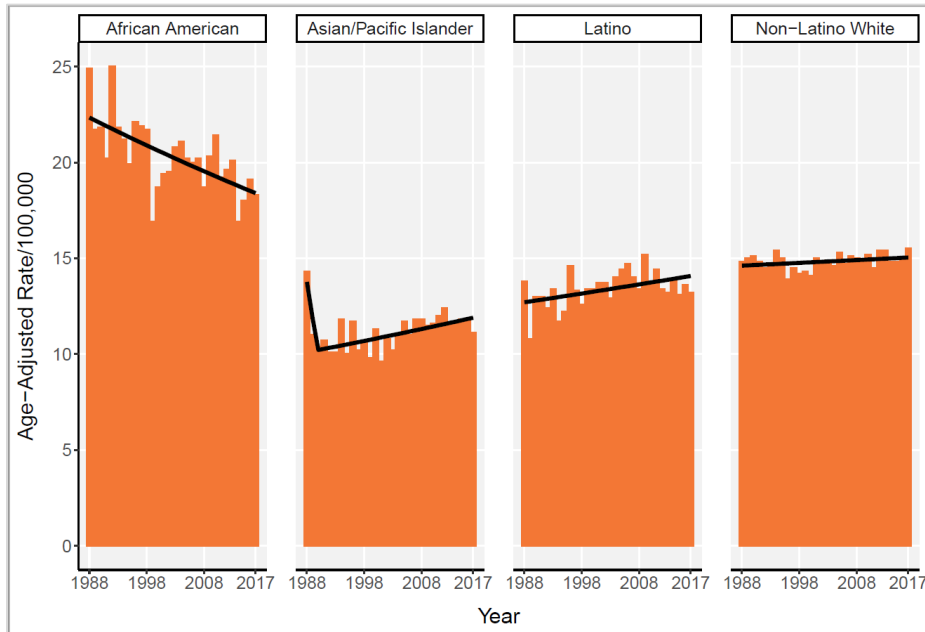 African American
Asian/Pacific Islander
Latino
Non−Latino White
Age−Adjusted Rate/100,000
25
20
15
10
5
0
1988 1998 2008 2017
1988 1998 2008 2017
1988 1998 2008 2017
1988 1998 2008 2017
Year